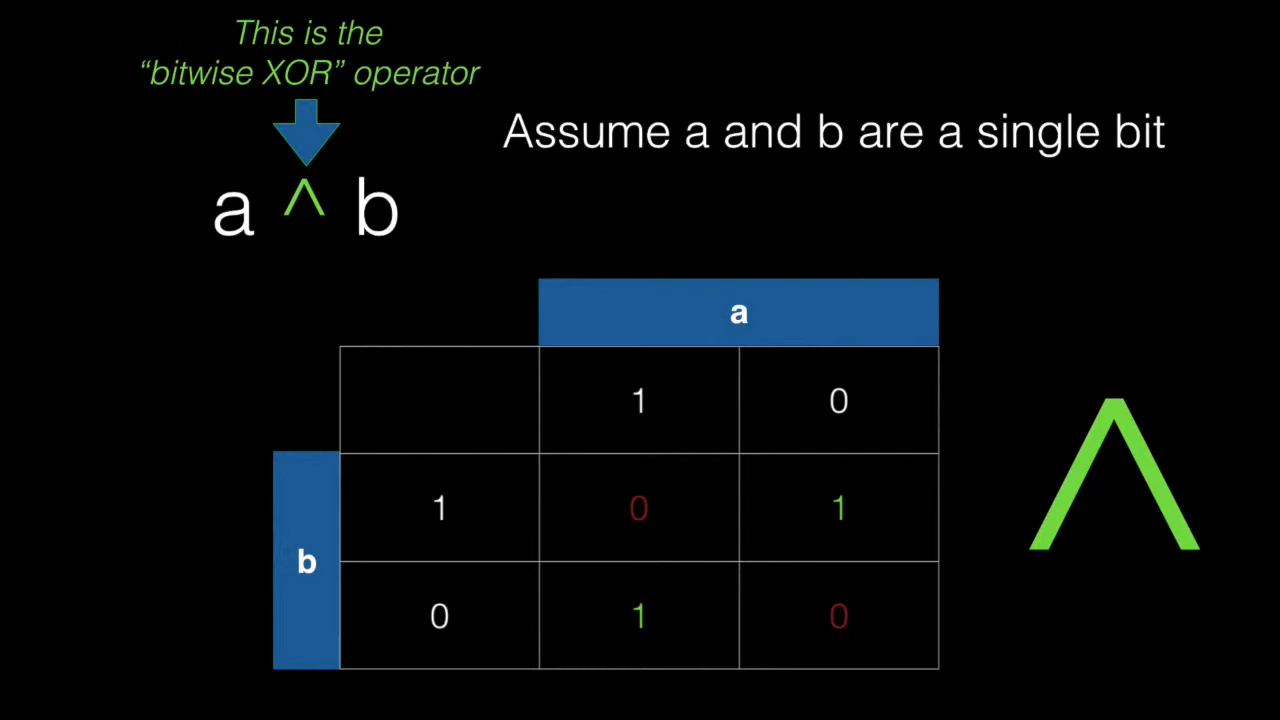 This is the
“bitwise XOR” operator
Assume a and b are a single bit
a ^ b
a
1 0
b
1 0 1
0 1 0
^